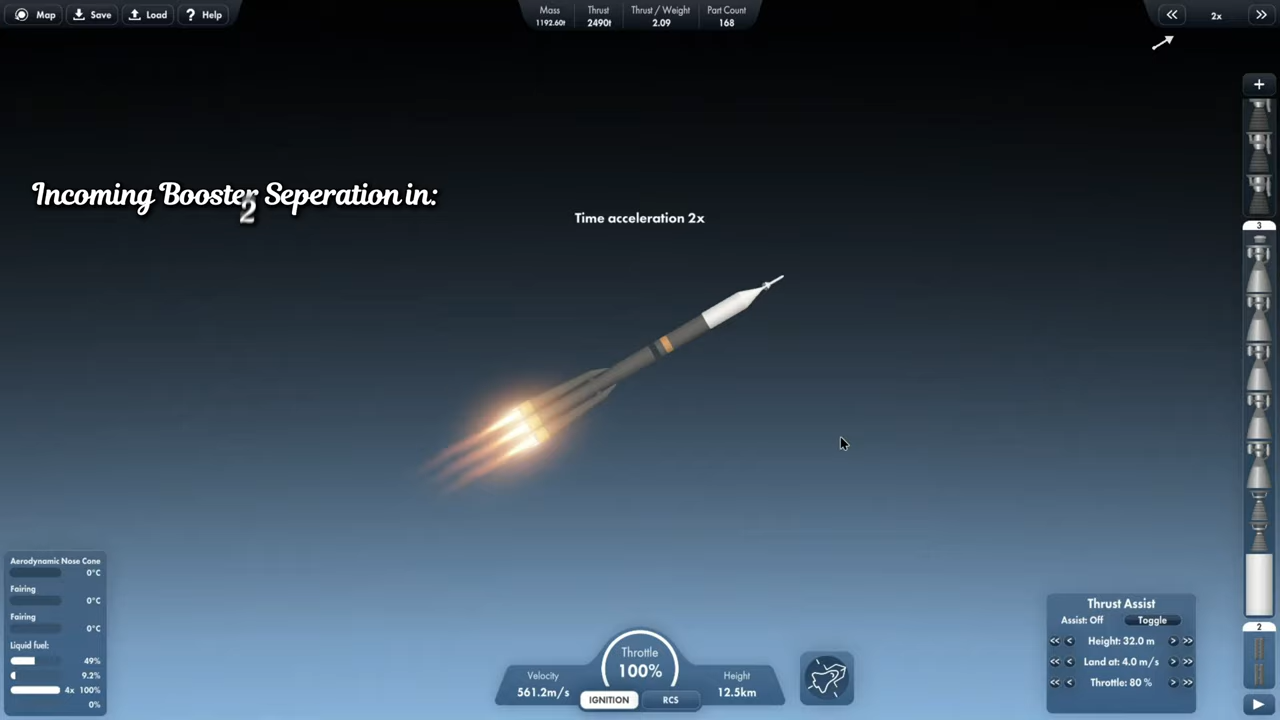 Map
Save
Load
? Help
Mass
1192.60t
Thrust
2490t
Thrust / Weight
2.09
Part Count
168
2x
Incoming Booster Seperation in:
2
Time acceleration 2x
3
2
Aerodynamic Nose Cone
0°C
Fairing
0°C
Fairing
0°C
Liquid fuel:
49%
9.2%
4x 100%
0%
Throttle
100%
Velocity
561.2m/s
Height
12.5km
IGNITION
RCS
Thrust Assist
Assist: Off
Toggle
Height: 32.0 m
Land at: 4.0 m/s
Throttle: 80 %